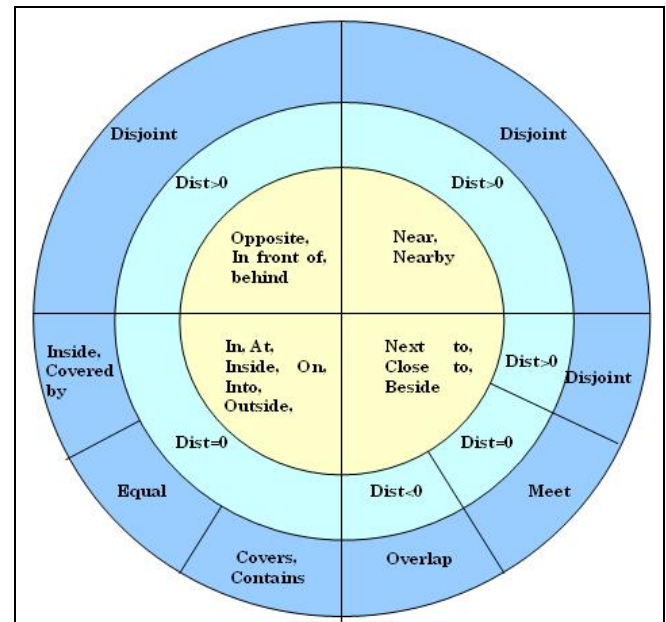 Disjoint
Disjoint
Dist>0
Dist>0
Opposite,
In front of,
behind
Near,
Nearby
In, At,
Inside, On,
Into,
Outside,
Next to,
Close to,
Beside
Inside,
Covered
by
Dist>0
Disjoint
Dist=0
Dist=0
Dist<0
Equal
Meet
Covers,
Contains
Overlap